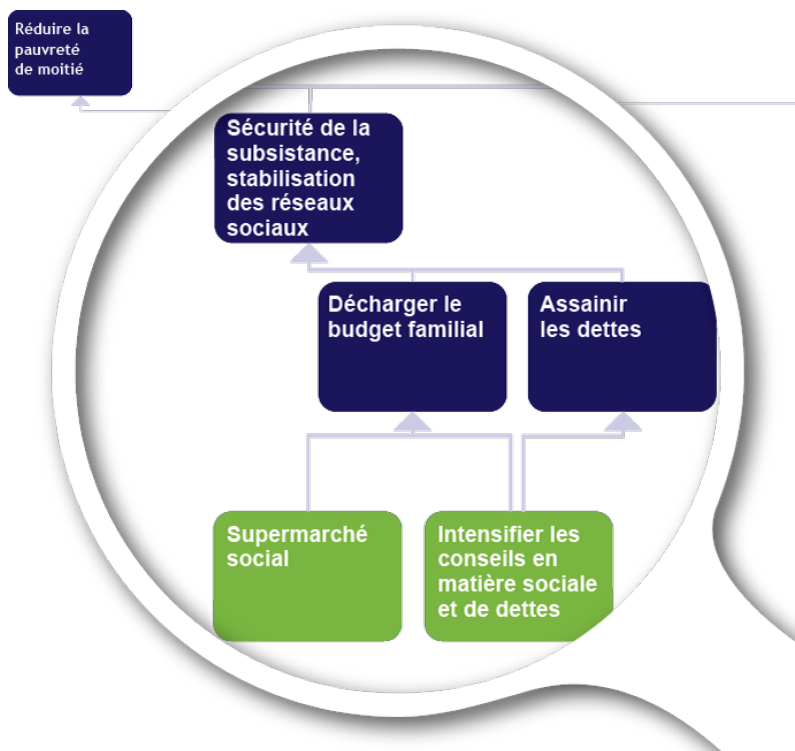 Réduire la
pauvreté
de moitié
Sécurité de la
subsistance,
stabilisation
des réseaux
sociaux
Décharger le
budget familial
Assainir
les dettes
Supermarché
social
Intensifier les
conseils en
matière sociale
et de dettes